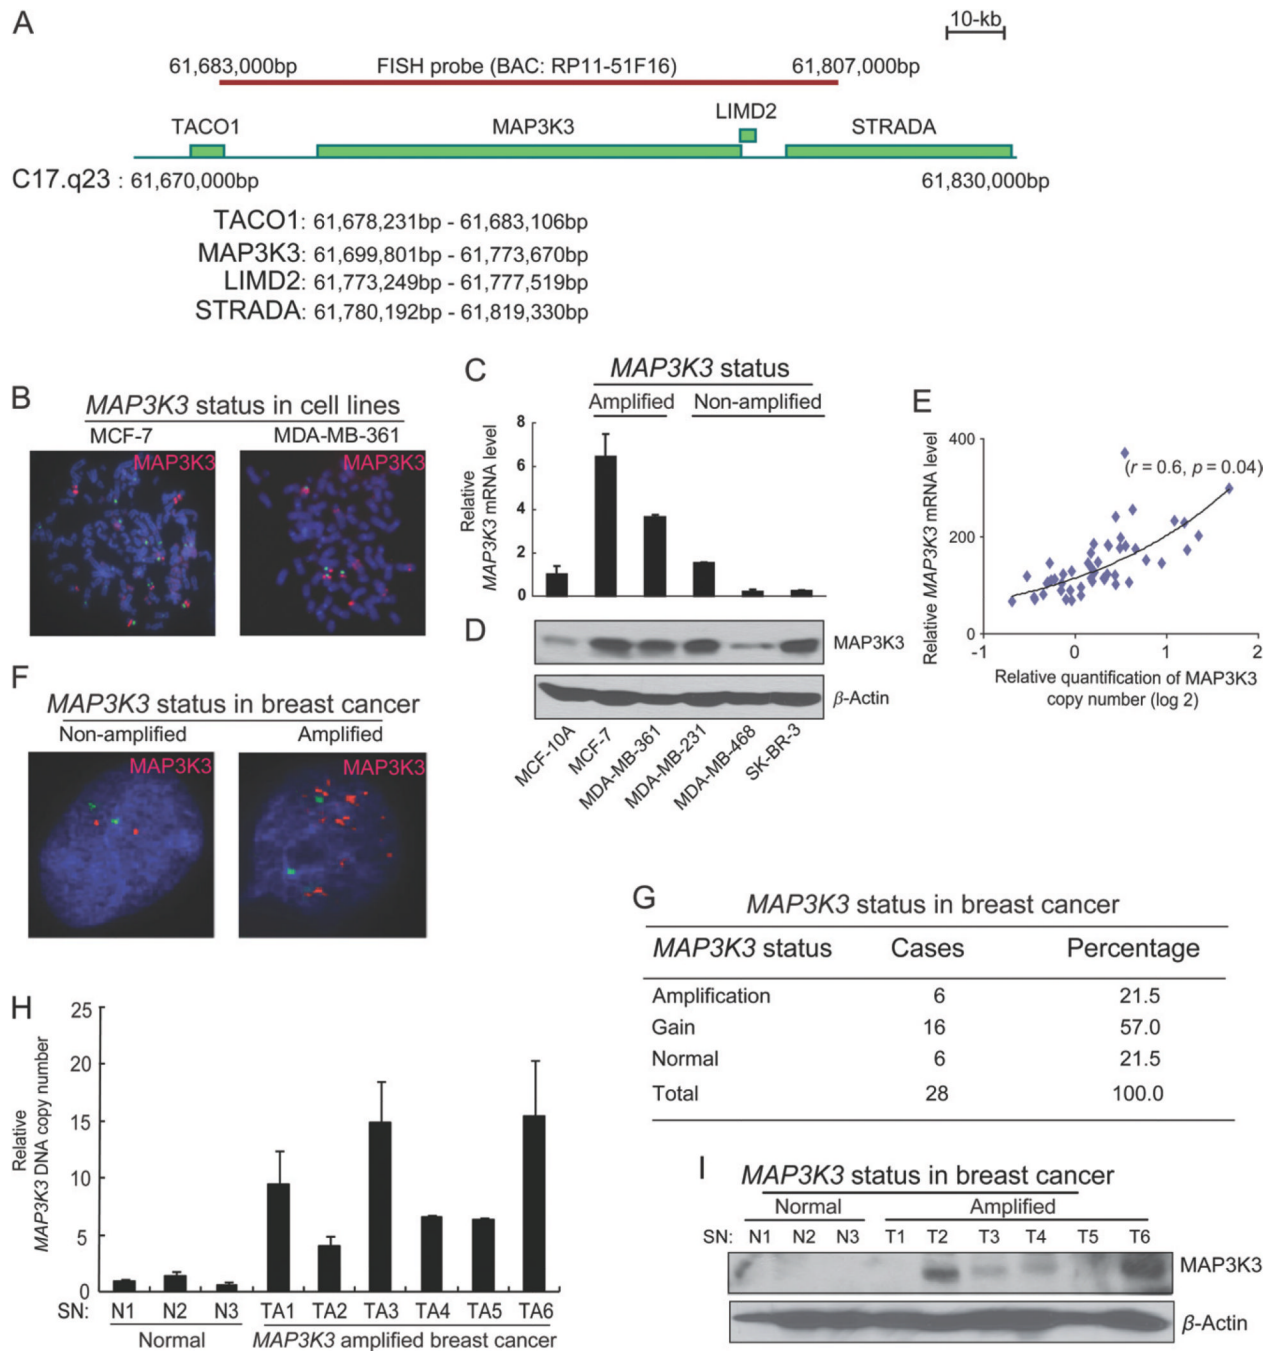 A
10-kb
61,683,000bp FISH probe (BAC: RP11-51F16) 61,807,000bp
LIMD2
TACO1 MAP3K3 STRADA
C17.q23 : 61,670,000bp 61,830,000bp
TACO1: 61,678,231bp - 61,683,106bp
MAP3K3: 61,699,801bp - 61,773,670bp
LIMD2: 61,773,249bp - 61,777,519bp
STRADA: 61,780,192bp - 61,819,330bp
B
MAP3K3 status in cell lines
MCF-7 MDA-MB-361
MAP3K3 MAP3K3
C
MAP3K3 status
Amplified Non-amplified
Relative
MAP3K3 mRNA level
8
6
4
2
0
D
MAP3K3
β-Actin
MCF-10A
MCF-7
MDA-MB-361
MDA-MB-231
MDA-MB-468
SK-BR-3
E
Relative MAP3K3 mRNA level
400
200
0
(r = 0.6, p = 0.04)
-1 0 1 2
Relative quantification of MAP3K3
copy number (log 2)
F
MAP3K3 status in breast cancer
Non-amplified Amplified
MAP3K3 MAP3K3
G
MAP3K3 status in breast cancer
MAP3K3 status Cases Percentage
Amplification 6 21.5
Gain 16 57.0
Normal 6 21.5
Total 28 100.0
H
Relative
MAP3K3 DNA copy number
25
20
15
10
5
0
SN: N1 N2 N3 TA1 TA2 TA3 TA4 TA5 TA6
Normal MAP3K3 amplified breast cancer
I
MAP3K3 status in breast cancer
Normal Amplified
SN: N1 N2 N3 T1 T2 T3 T4 T5 T6
MAP3K3
β-Actin